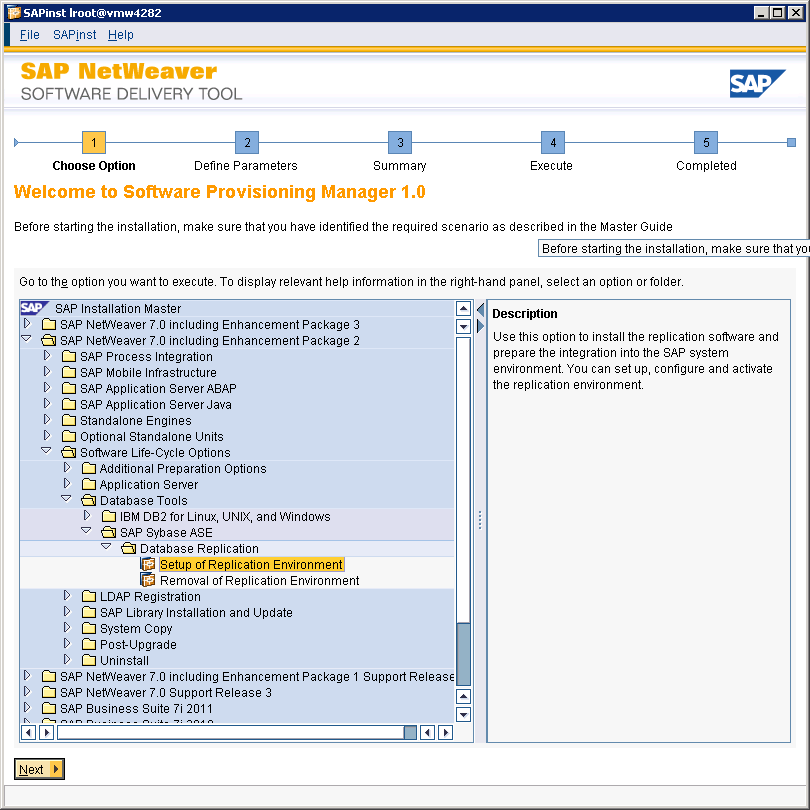 SAPinst lroot@vmw4282
File SAPinst Help
SAP NetWeaver
SOFTWARE DELIVERY TOOL
SAP
1 2 3 4 5
Choose Option Define Parameters Summary Execute Completed
Welcome to Software Provisioning Manager 1.0
Before starting the installation, make sure that you have identified the required scenario as described in the Master Guide
Before starting the installation, make sure that you
Go to the option you want to execute. To display relevant help information in the right-hand panel, select an option or folder.
SAP SAP Installation Master
SAP NetWeaver 7.0 including Enhancement Package 3
SAP NetWeaver 7.0 including Enhancement Package 2
SAP Process Integration
SAP Mobile Infrastructure
SAP Application Server ABAP
SAP Application Server Java
Standalone Engines
Optional Standalone Units
Software Life-Cycle Options
Additional Preparation Options
Application Server
Database Tools
IBM DB2 for Linux, UNIX, and Windows
SAP Sybase ASE
Database Replication
Setup of Replication Environment
Removal of Replication Environment
LDAP Registration
SAP Library Installation and Update
System Copy
Post-Upgrade
Uninstall
SAP NetWeaver 7.0 including Enhancement Package 1 Support Release
SAP NetWeaver 7.0 Support Release 3
SAP Business Suite 7i 2011
SAP Business Suite 7i 2010
Description
Use this option to install the replication software and
prepare the integration into the SAP system
environment. You can set up, configure and activate
the replication environment.
Next